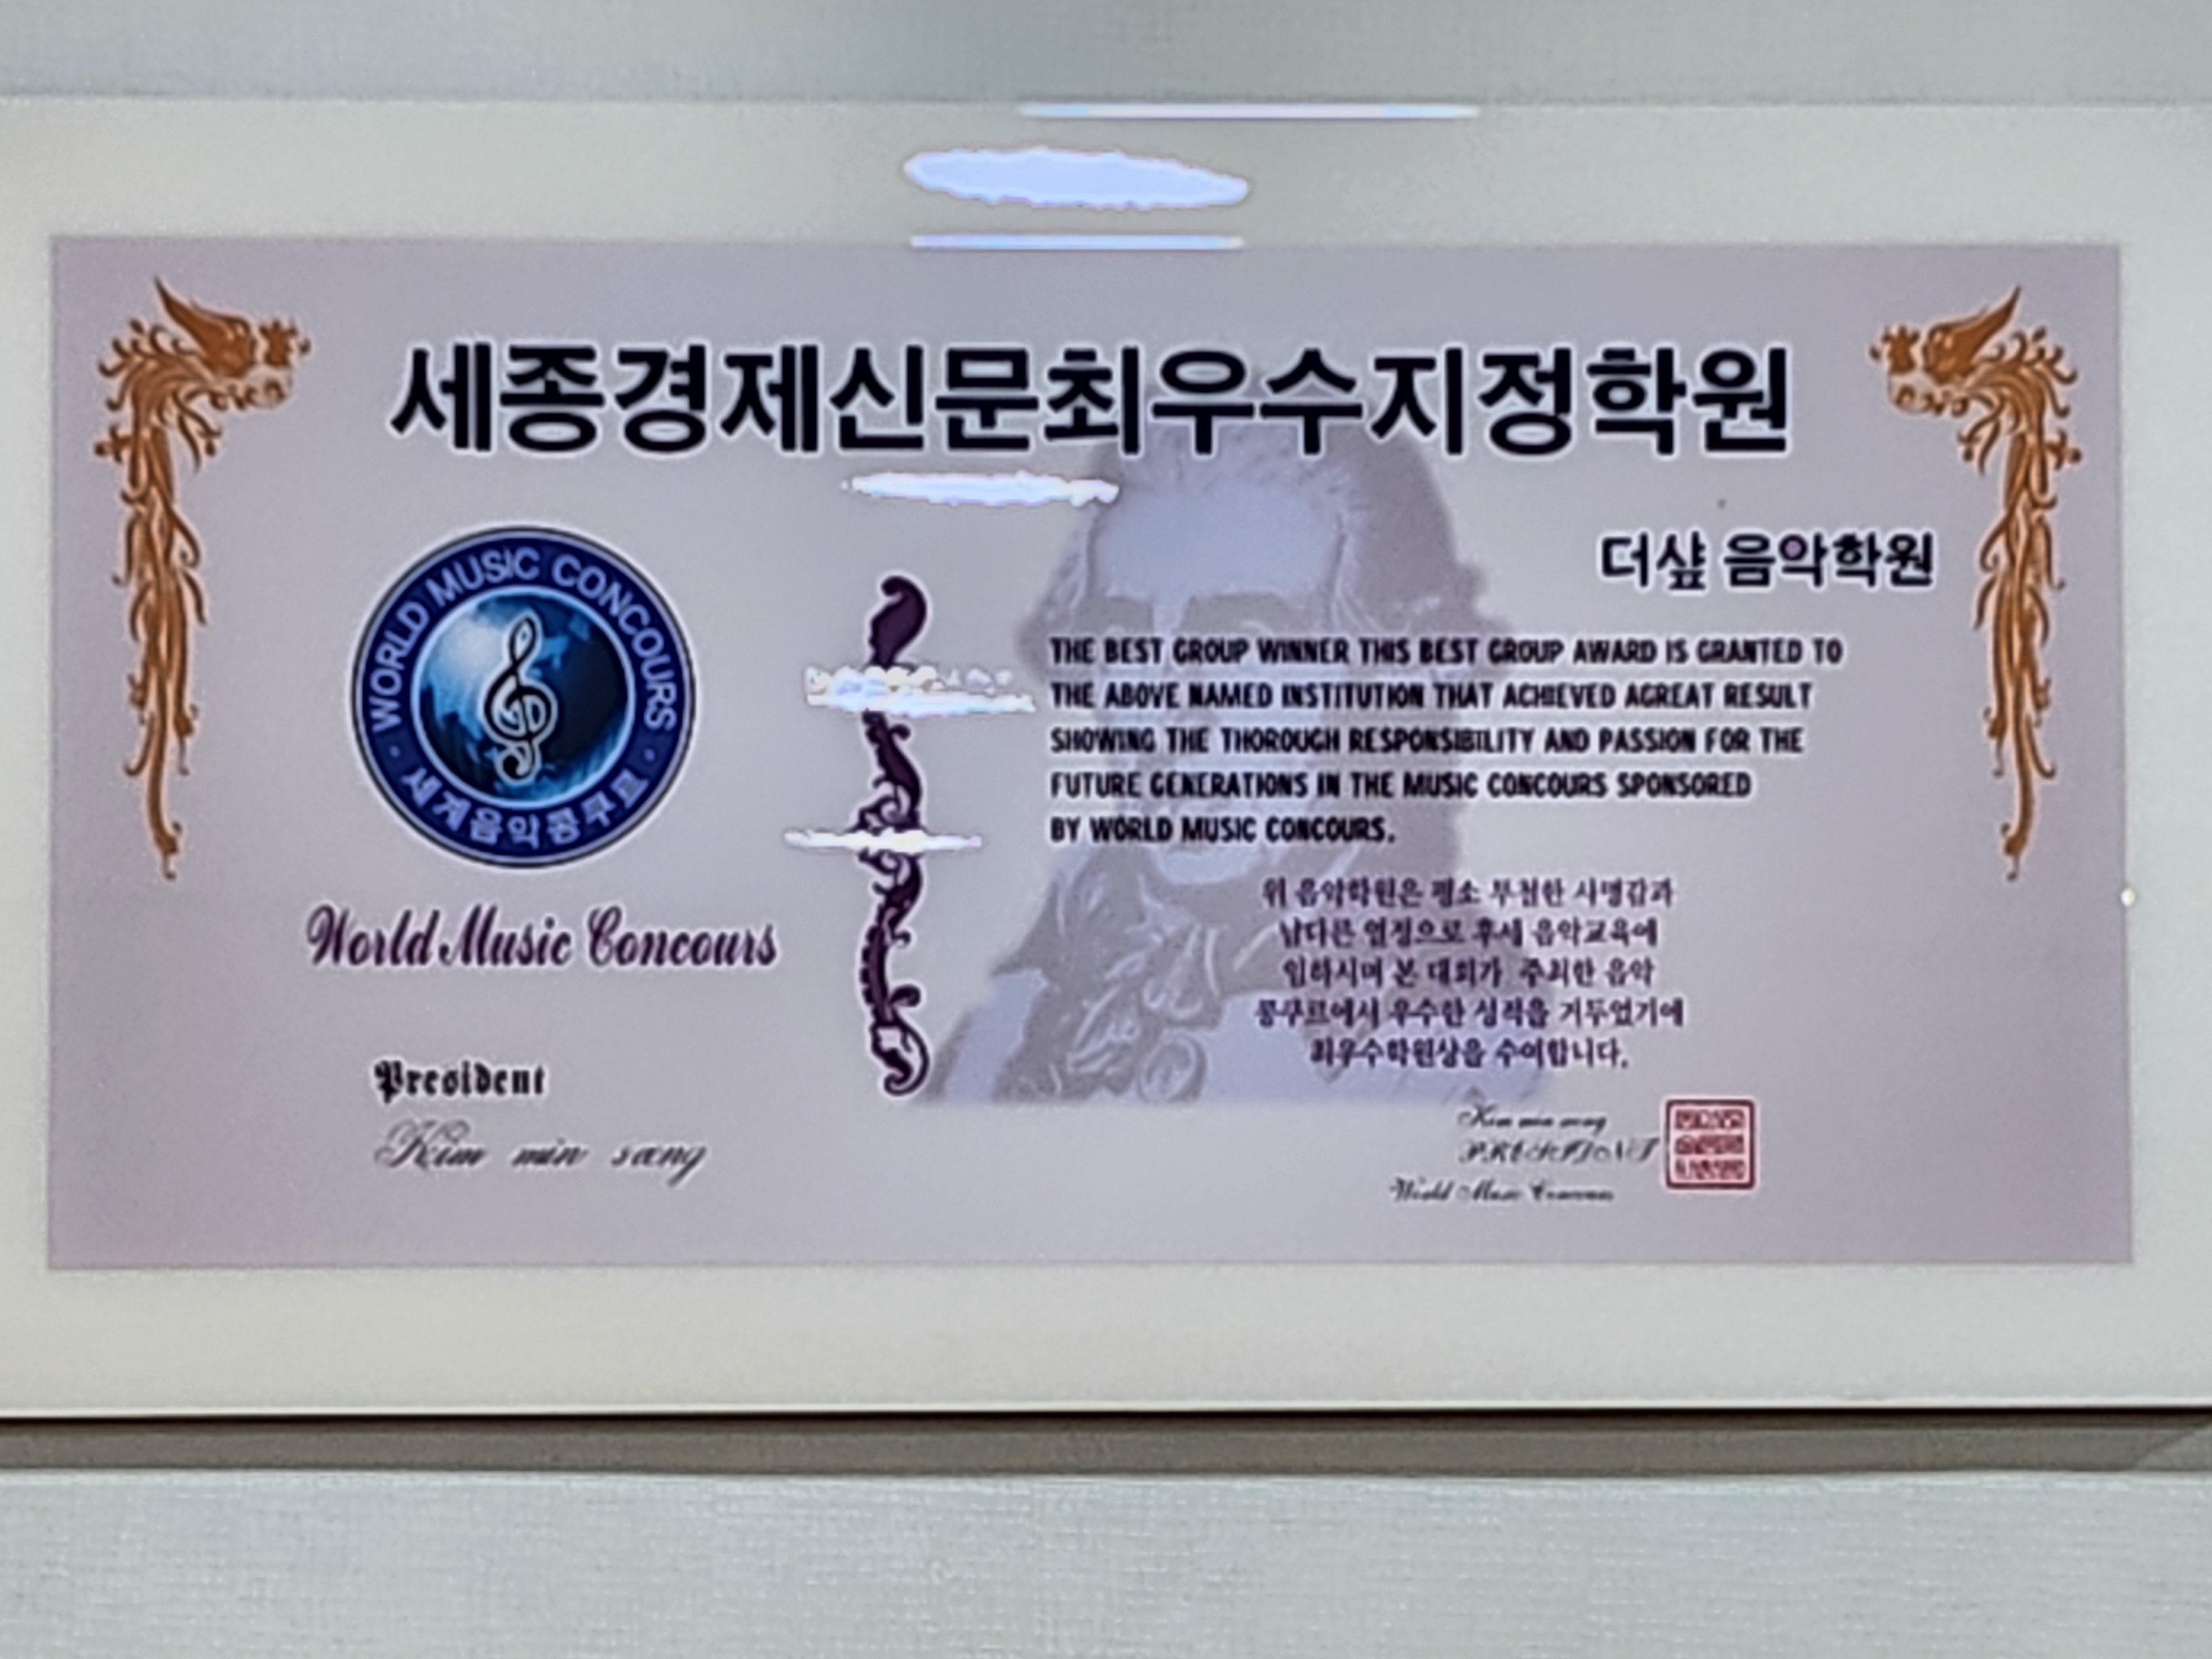 세종경제신문최우수지정학원
더샾 음악학원
WORLD MUSIC CONCOURS
세계음악콩쿠르
World Music Concours
President
Kim min sang
THE BEST GROUP WINNER THIS BEST GROUP AWARD IS GRANTED TO
THE ABOVE NAMED INSTITUTION THAT ACHIEVED AGREAT RESULT
SHOWING THE THOROUGH RESPONSIBILITY AND PASSION FOR THE
FUTURE GENERATIONS IN THE MUSIC CONCOURS SPONSORED
BY WORLD MUSIC CONCOURS.
위 음악학원은 평소 투철한 사명감과
남다른 열정으로 후세 음악교육에
임하시며 본 대회가 주최한 음악
콩쿠르에서 우수한 성적을 거두었기에
최우수학원상을 수여합니다.
Kim min sang
PRESIDENT
World Music Concours